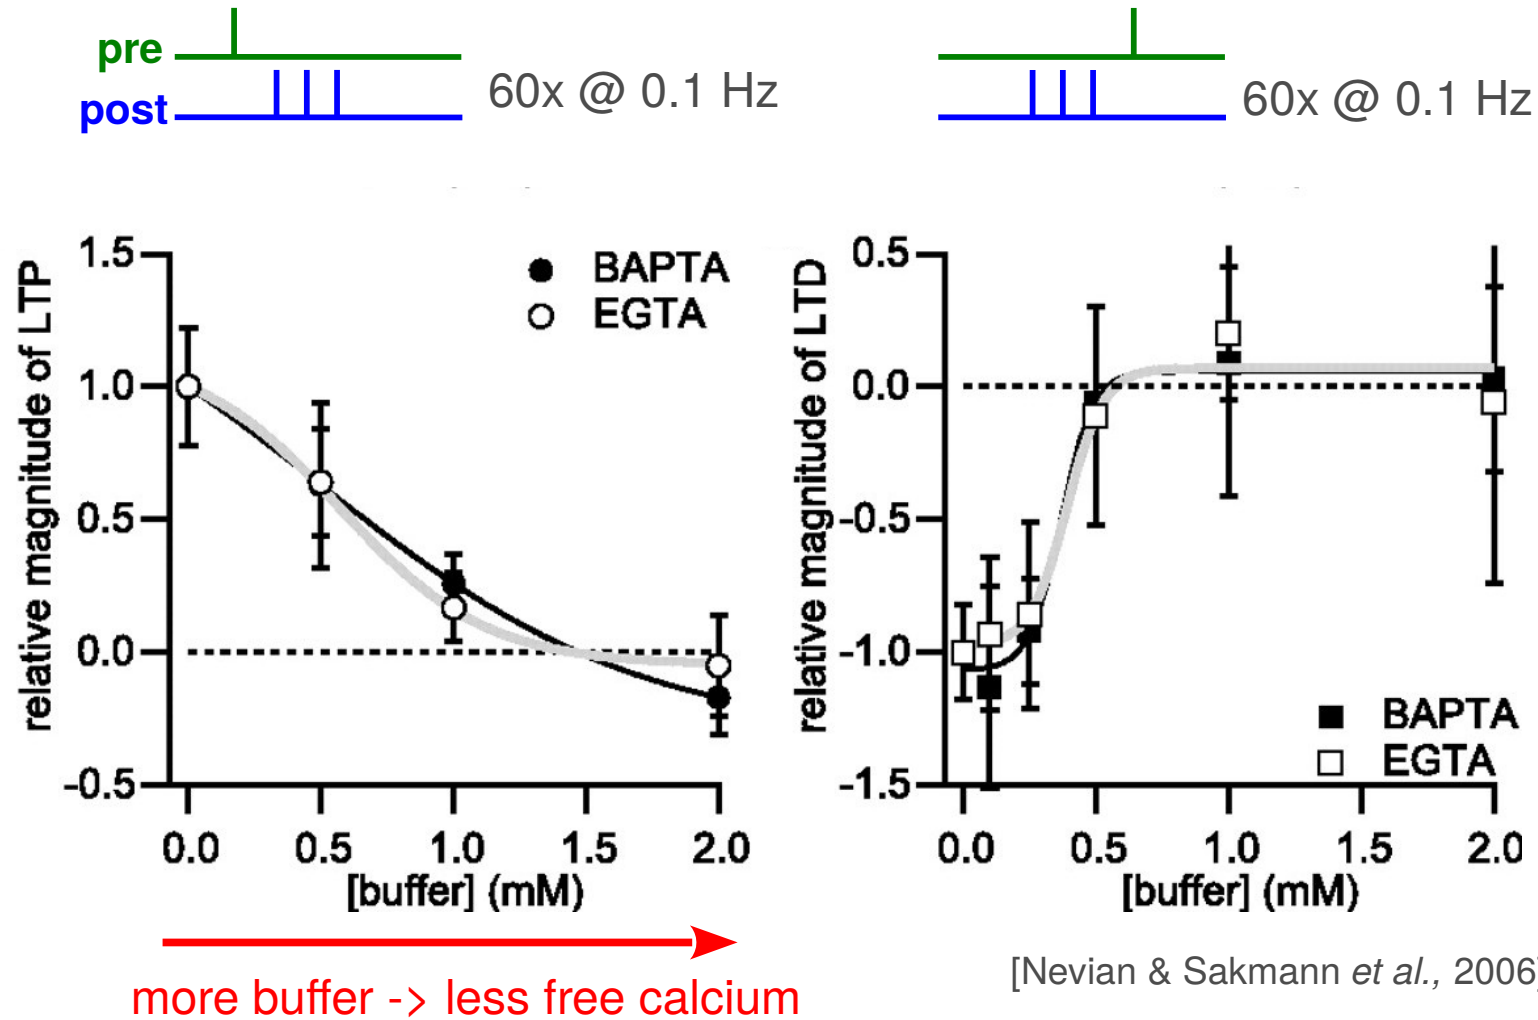 pre
post
60x @ 0.1 Hz
60x @ 0.1 Hz
relative magnitude of LTP
1.5
1.0
0.5
0.0
-0.5
BAPTA
EGTA
0.0 0.5 1.0 1.5 2.0
[buffer] (mM)
relative magnitude of LTD
0.5
0.0
-0.5
-1.0
-1.5
BAPTA
EGTA
0.0 0.5 1.0 1.5 2.0
[buffer] (mM)
more buffer -> less free calcium
[Nevian & Sakmann et al., 2006]